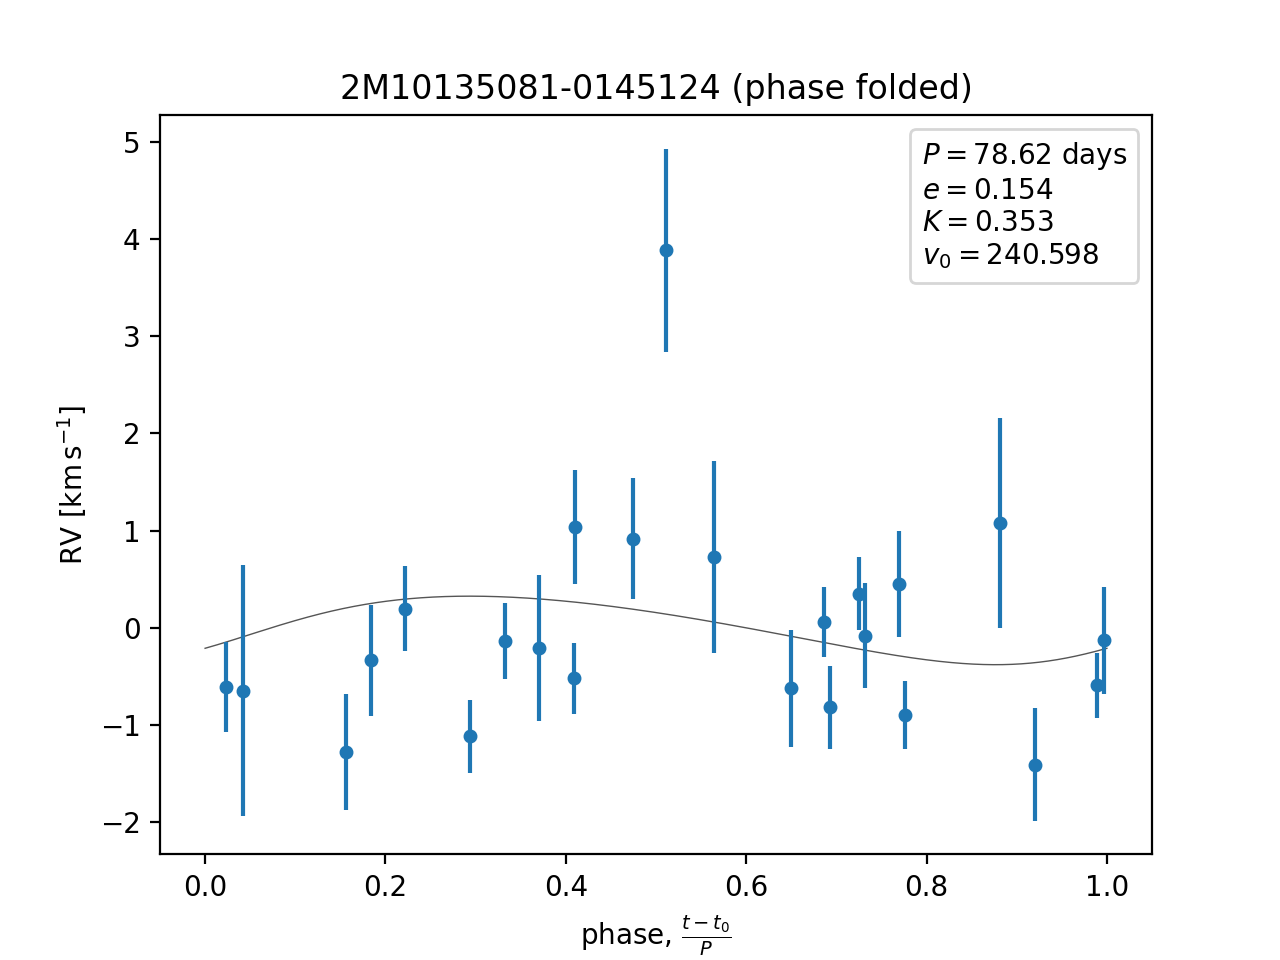 2M10135081-0145124 (phase folded)
P = 78.62 days
e = 0.154
K = 0.353
v₀ = 240.598
5
4
3
2
1
0
−1
−2
RV [km s⁻¹]
0.0 0.2 0.4 0.6 0.8 1.0
phase, (t − t₀)/P